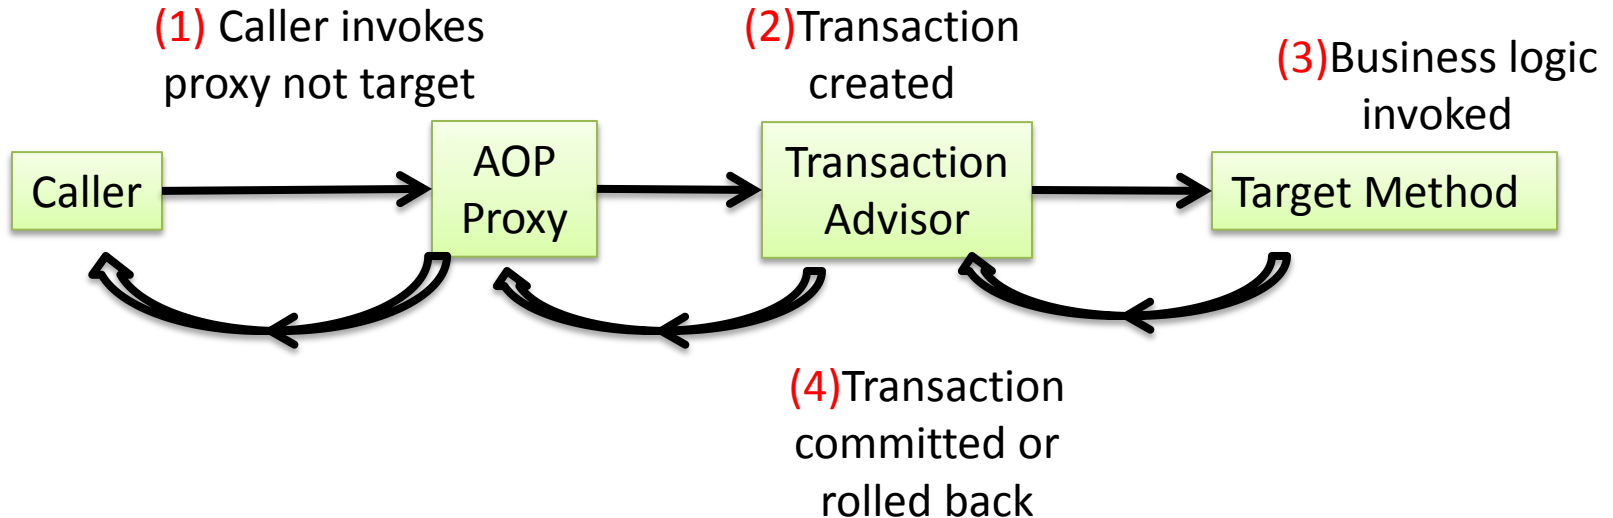 (1) Caller invokes
proxy not target
(2)Transaction
created
(3)Business logic
invoked
Caller
AOP
Proxy
Transaction
Advisor
Target Method
(4)Transaction
committed or
rolled back